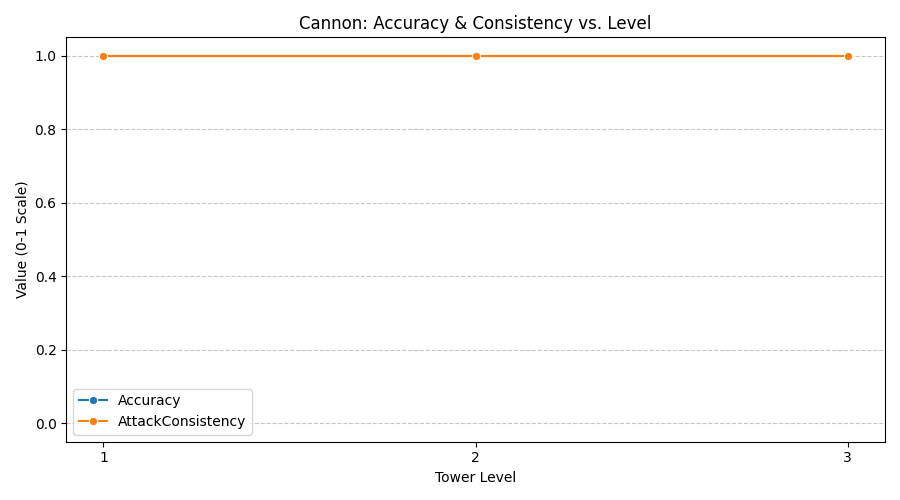 Cannon: Accuracy & Consistency vs. Level
Value (0-1 Scale)
1.0
0.8
0.6
0.4
0.2
0.0
Accuracy
AttackConsistency
1 2 3
Tower Level